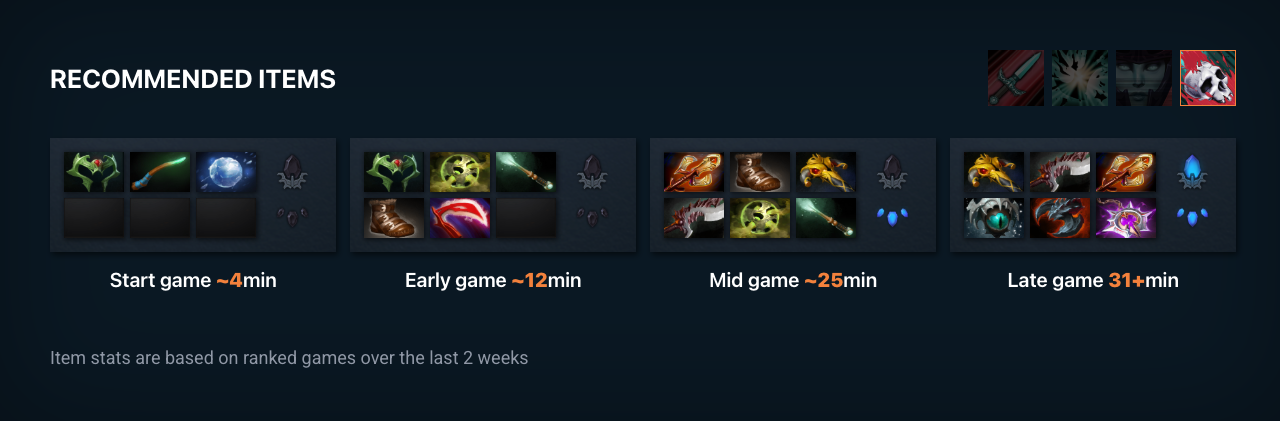 RECOMMENDED ITEMS
Start game ~4min
Early game ~12min
Mid game ~25min
Late game 31+min
Item stats are based on ranked games over the last 2 weeks